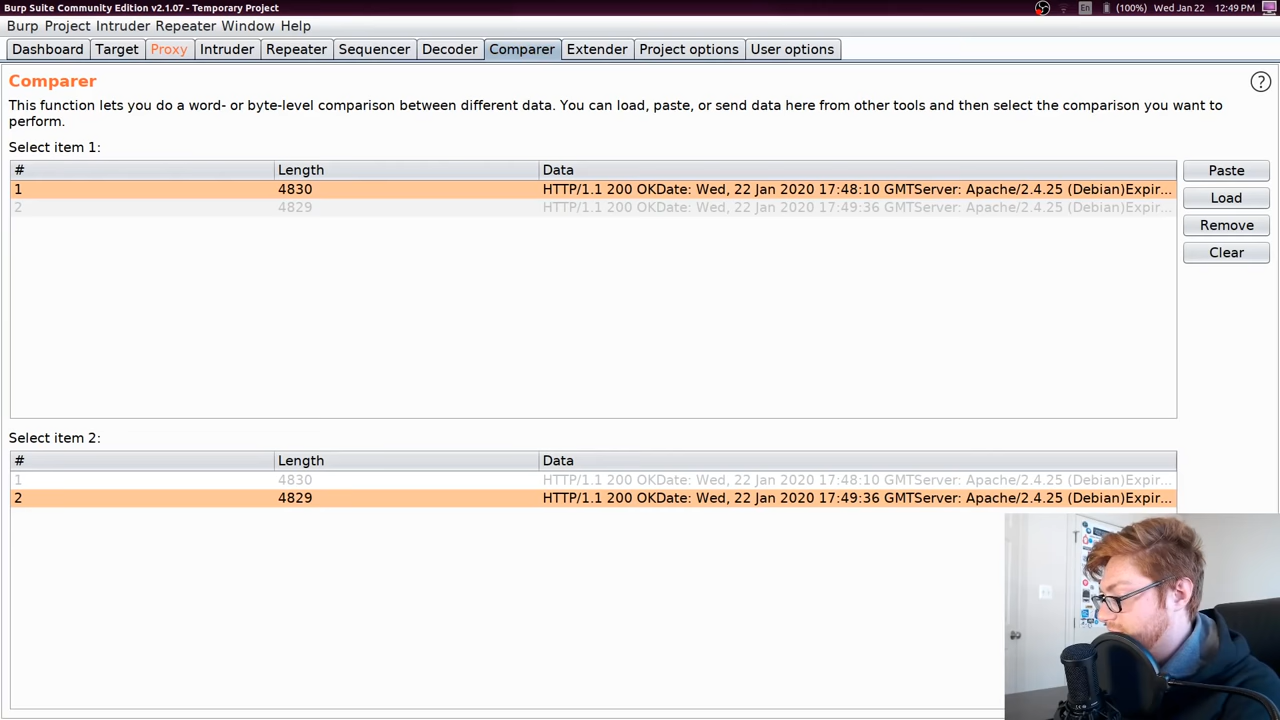 Burp Suite Community Edition v2.1.07 - Temporary Project
En (100%) Wed Jan 22 12:49 PM
Burp Project Intruder Repeater Window Help
Dashboard Target Proxy Intruder Repeater Sequencer Decoder Comparer Extender Project options User options
Comparer
?
This function lets you do a word- or byte-level comparison between different data. You can load, paste, or send data here from other tools and then select the comparison you want to
perform.
Select item 1:
# Length Data
1 4830 HTTP/1.1 200 OKDate: Wed, 22 Jan 2020 17:48:10 GMTServer: Apache/2.4.25 (Debian)Expir...
2 4829 HTTP/1.1 200 OKDate: Wed, 22 Jan 2020 17:49:36 GMTServer: Apache/2.4.25 (Debian)Expir...
Paste
Load
Remove
Clear
Select item 2:
# Length Data
1 4830 HTTP/1.1 200 OKDate: Wed, 22 Jan 2020 17:48:10 GMTServer: Apache/2.4.25 (Debian)Expir...
2 4829 HTTP/1.1 200 OKDate: Wed, 22 Jan 2020 17:49:36 GMTServer: Apache/2.4.25 (Debian)Expir...